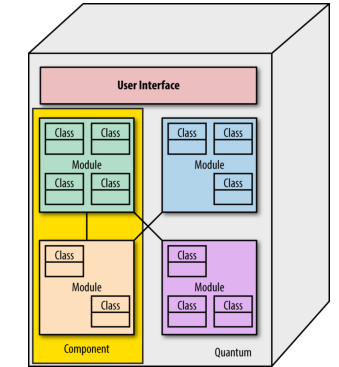 User Interface
Class Class
Module
Class Class
Class Class
Module
Class
Class
Module
Class
Class
Module
Class Class
Component
Quantum